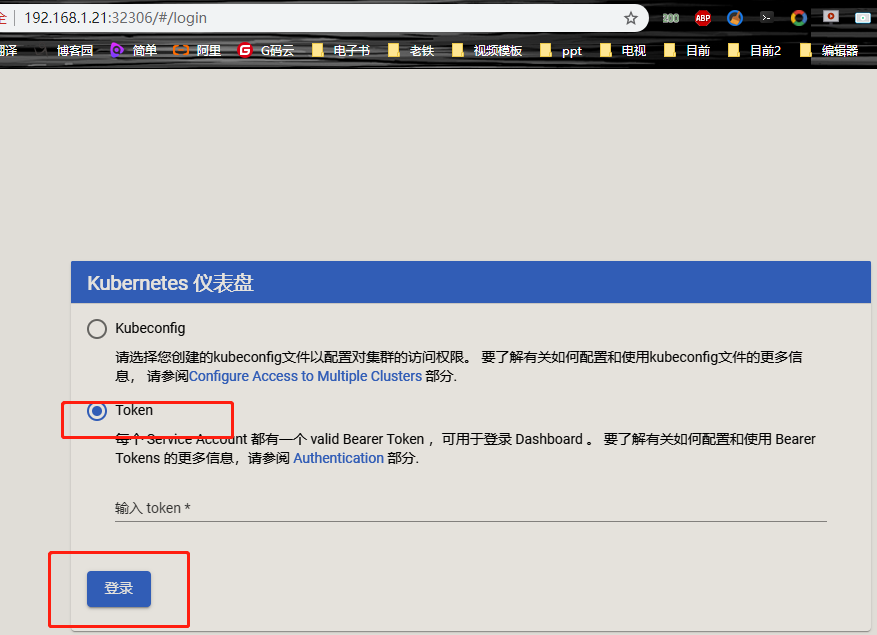 全 192.168.1.21:32306/#/login
翻译 博客园 简单 阿里 G码云 电子书 老铁 视频模板 ppt 电视 目前 目前2 编辑器
Kubernetes 仪表盘
Kubeconfig
请选择您创建的kubeconfig文件以配置对集群的访问权限。 要了解有关如何配置和使用kubeconfig文件的更多信
息， 请参阅Configure Access to Multiple Clusters 部分.
Token
每个 Service Account 都有一个 valid Bearer Token ，可用于登录 Dashboard 。 要了解有关如何配置和使用 Bearer
Tokens 的更多信息，请参阅 Authentication 部分.
输入 token *
登录